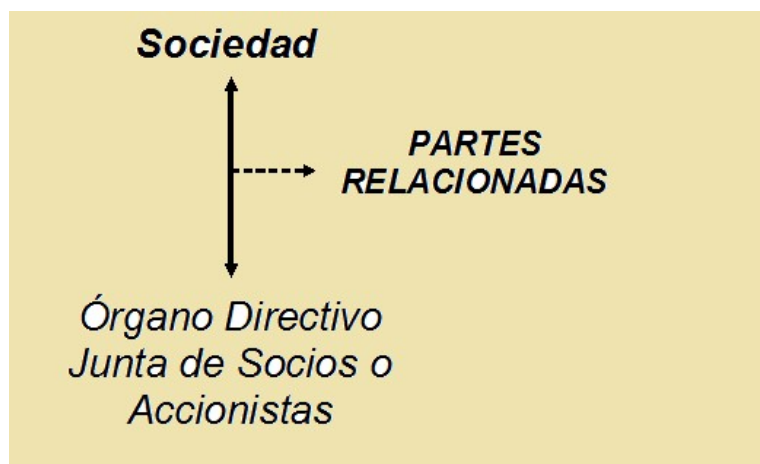 Sociedad
PARTES
RELACIONADAS
Órgano Directivo
Junta de Socios o
Accionistas